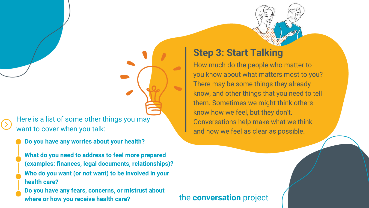 Step 3: Start Talking
How much do the people who matter to
you know about what matters most to you?
There may be some things they already
know, and other things that you need to tell
them. Sometimes we might think others
know how we feel, but they don't.
Conversations help make what we think
and how we feel as clear as possible.
Here is a list of some other things you may
want to cover when you talk:
Do you have any worries about your health?
What do you need to address to feel more prepared
(examples: finances, legal documents, relationships)?
Who do you want (or not want) to be involved in your
health care?
Do you have any fears, concerns, or mistrust about
where or how you receive health care?
the conversation project